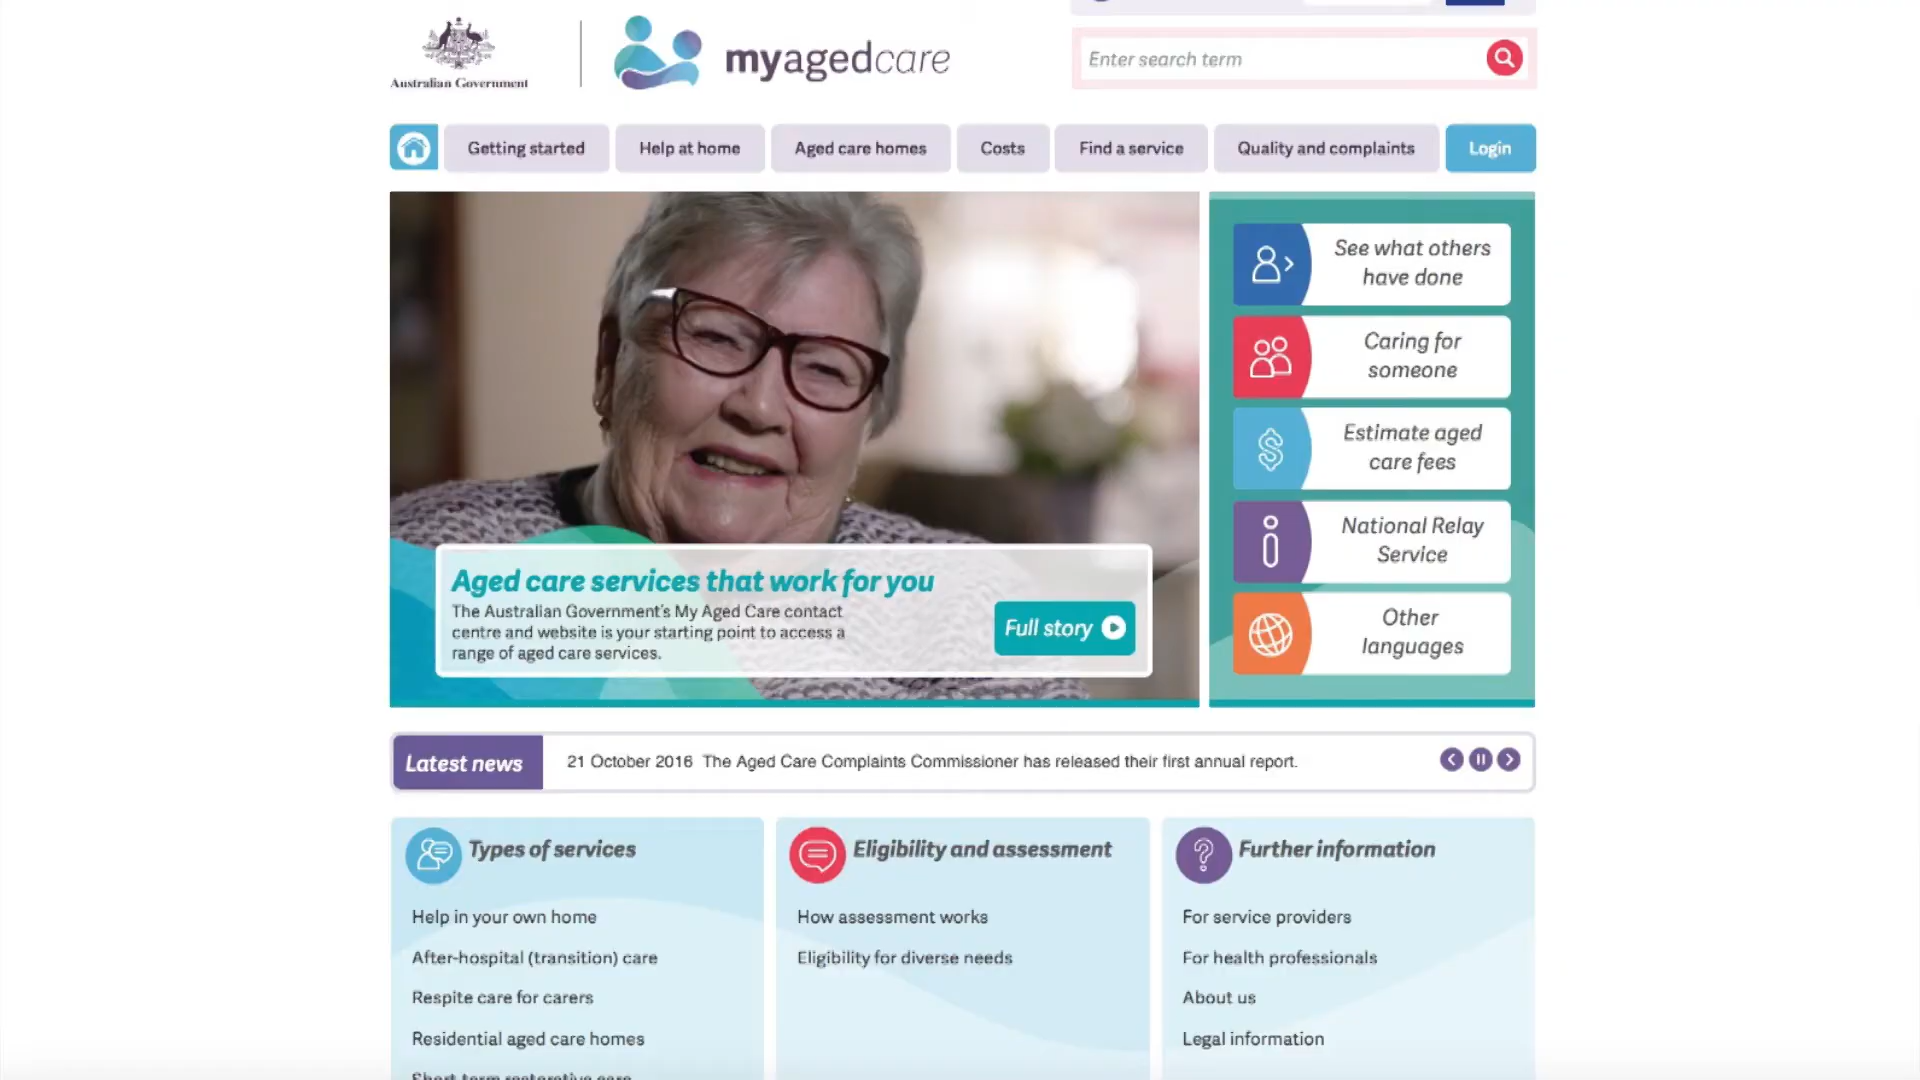 Australian Government
myagedcare
Enter search term
Getting started
Help at home
Aged care homes
Costs
Find a service
Quality and complaints
Login
See what others
have done
Caring for
someone
Estimate aged
care fees
National Relay
Service
Other
languages
Aged care services that work for you
The Australian Government's My Aged Care contact
centre and website is your starting point to access a
range of aged care services.
Full story
Latest news
21 October 2016 The Aged Care Complaints Commissioner has released their first annual report.
Types of services
Help in your own home
After-hospital (transition) care
Respite care for carers
Residential aged care homes
Short-term restorative care
Eligibility and assessment
How assessment works
Eligibility for diverse needs
Further information
For service providers
For health professionals
About us
Legal information